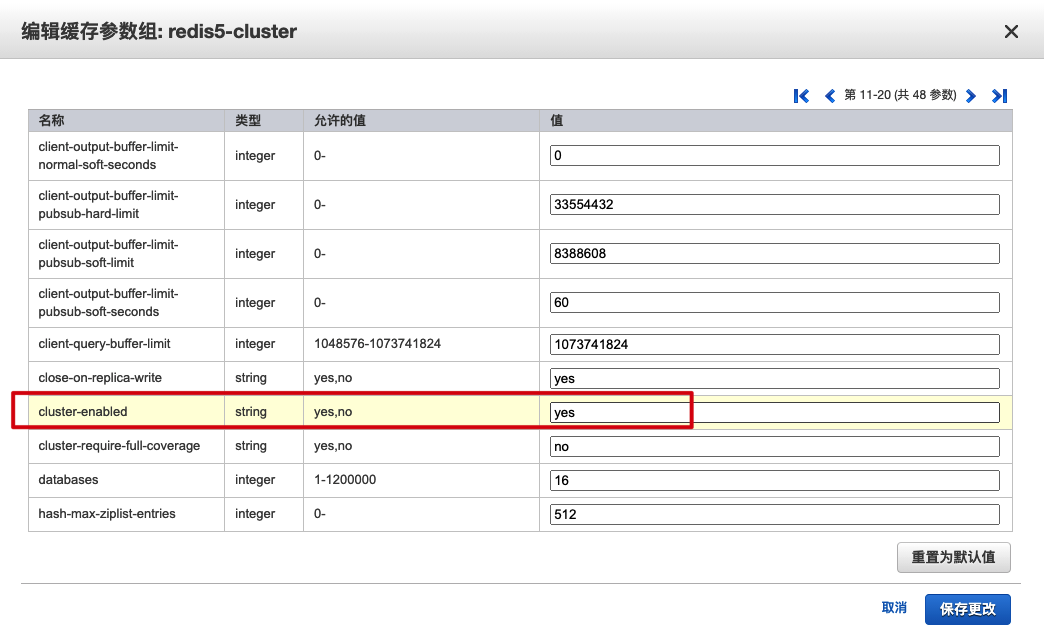 编辑缓存参数组: redis5-cluster
第 11-20 (共 48 参数)
名称 类型 允许的值 值
client-output-buffer-limit-
normal-soft-seconds integer 0- 0
client-output-buffer-limit-
pubsub-hard-limit integer 0- 33554432
client-output-buffer-limit-
pubsub-soft-limit integer 0- 8388608
client-output-buffer-limit-
pubsub-soft-seconds integer 0- 60
client-query-buffer-limit integer 1048576-1073741824 1073741824
close-on-replica-write string yes,no yes
cluster-enabled string yes,no yes
cluster-require-full-coverage string yes,no no
databases integer 1-1200000 16
hash-max-ziplist-entries integer 0- 512
重置为默认值
取消 保存更改